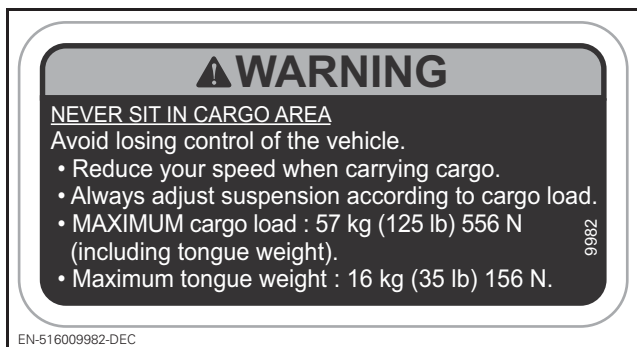 WARNING
NEVER SIT IN CARGO AREA
Avoid losing control of the vehicle.
• Reduce your speed when carrying cargo.
• Always adjust suspension according to cargo load.
• MAXIMUM cargo load : 57 kg (125 lb) 556 N
(including tongue weight).
• Maximum tongue weight : 16 kg (35 lb) 156 N.
9982
EN-516009982-DEC